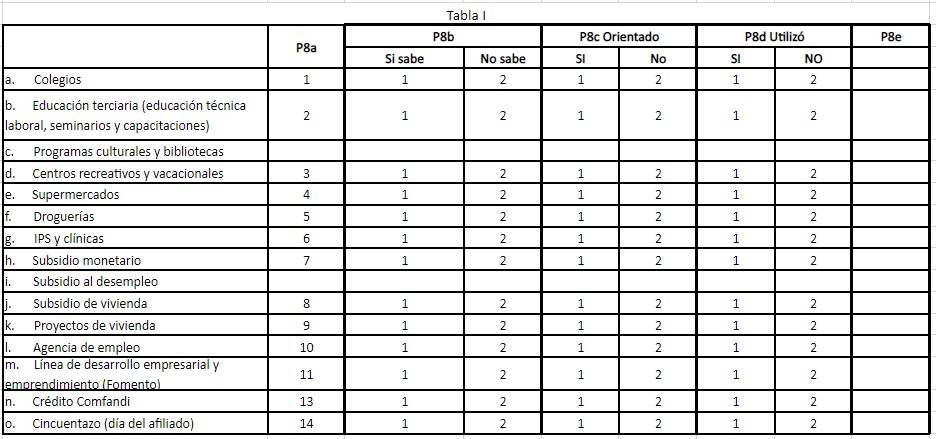 Tabla I
P8a P8b P8c Orientado P8d Utilizó P8e
Si sabe No sabe SI No SI NO
a. Colegios 1 1 2 1 2 1 2
b. Educación terciaria (educación técnica
laboral, seminarios y capacitaciones) 2 1 2 1 2 1 2
c. Programas culturales y bibliotecas
d. Centros recreativos y vacacionales 3 1 2 1 2 1 2
e. Supermercados 4 1 2 1 2 1 2
f. Droguerías 5 1 2 1 2 1 2
g. IPS y clínicas 6 1 2 1 2 1 2
h. Subsidio monetario 7 1 2 1 2 1 2
i. Subsidio al desempleo
j. Subsidio de vivienda 8 1 2 1 2 1 2
k. Proyectos de vivienda 9 1 2 1 2 1 2
l. Agencia de empleo 10 1 2 1 2 1 2
m. Línea de desarrollo empresarial y
emprendimiento (Fomento) 11 1 2 1 2 1 2
n. Crédito Comfandi 13 1 2 1 2 1 2
o. Cincuentazo (día del afiliado) 14 1 2 1 2 1 2